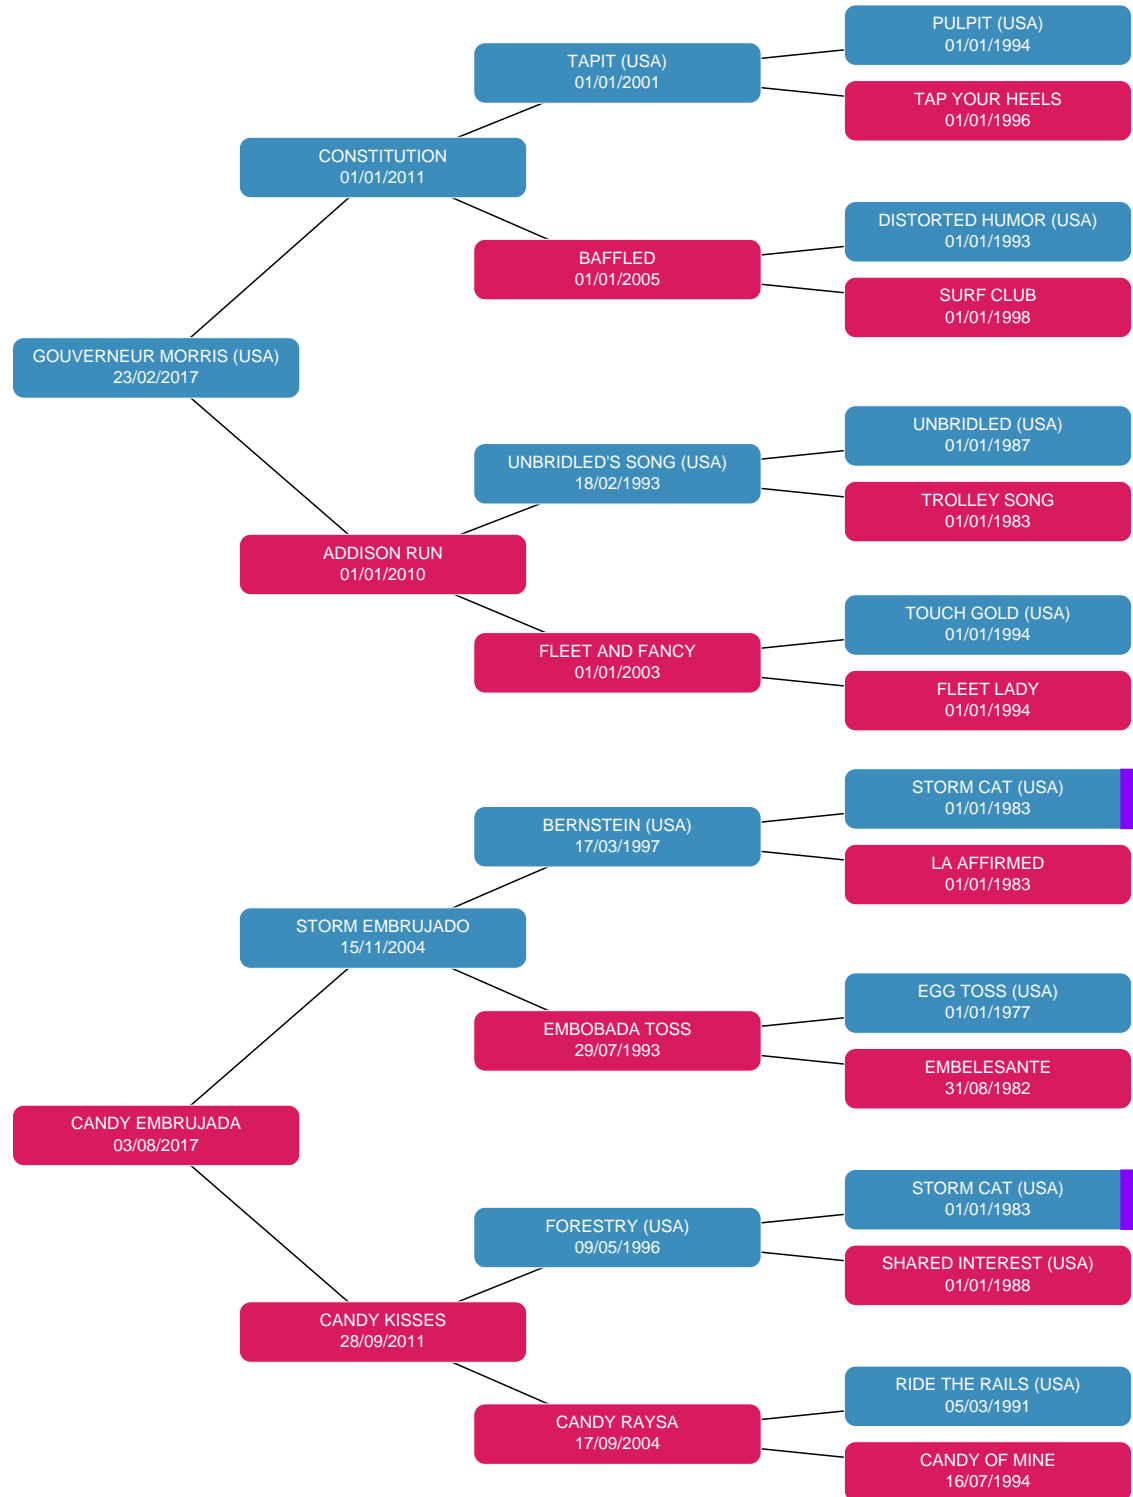 PULPIT (USA)
01/01/1994
TAPIT (USA)
01/01/2001
TAP YOUR HEELS
01/01/1996
CONSTITUTION
01/01/2011
DISTORTED HUMOR (USA)
01/01/1993
BAFFLED
01/01/2005
SURF CLUB
01/01/1998
GOUVERNEUR MORRIS (USA)
23/02/2017
UNBRIDLED (USA)
01/01/1987
UNBRIDLED'S SONG (USA)
18/02/1993
TROLLEY SONG
01/01/1983
ADDISON RUN
01/01/2010
TOUCH GOLD (USA)
01/01/1994
FLEET AND FANCY
01/01/2003
FLEET LADY
01/01/1994
STORM CAT (USA)
01/01/1983
BERNSTEIN (USA)
17/03/1997
LA AFFIRMED
01/01/1983
STORM EMBRUJADO
15/11/2004
EGG TOSS (USA)
01/01/1977
EMBOBADA TOSS
29/07/1993
EMBELESANTE
31/08/1982
CANDY EMBRUJADA
03/08/2017
STORM CAT (USA)
01/01/1983
FORESTRY (USA)
09/05/1996
SHARED INTEREST (USA)
01/01/1988
CANDY KISSES
28/09/2011
RIDE THE RAILS (USA)
05/03/1991
CANDY RAYSA
17/09/2004
CANDY OF MINE
16/07/1994